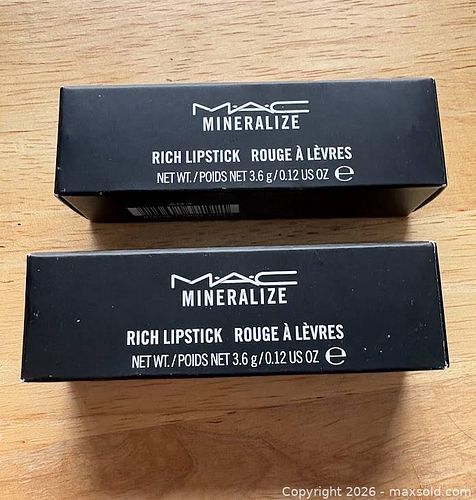 M·A·C
MINERALIZE
RICH LIPSTICK ROUGE À LÈVRES
NET WT./POIDS NET 3.6 g/0.12 US OZ ℮
M·A·C
MINERALIZE
RICH LIPSTICK ROUGE À LÈVRES
NET WT./POIDS NET 3.6 g/0.12 US OZ ℮
Copyright 2026 - maxsold.com